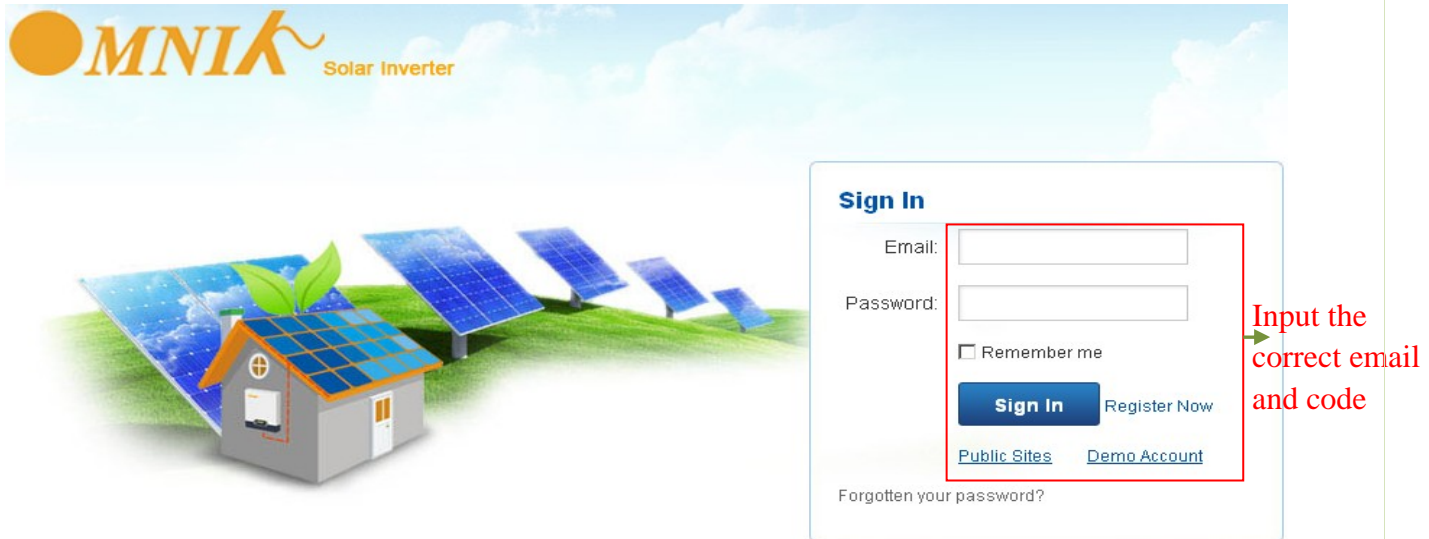 OMNIK Solar Inverter
Sign In
Email:
Password:
Remember me
Sign In Register Now
Public Sites Demo Account
Forgotten your password?
Input the
correct email
and code